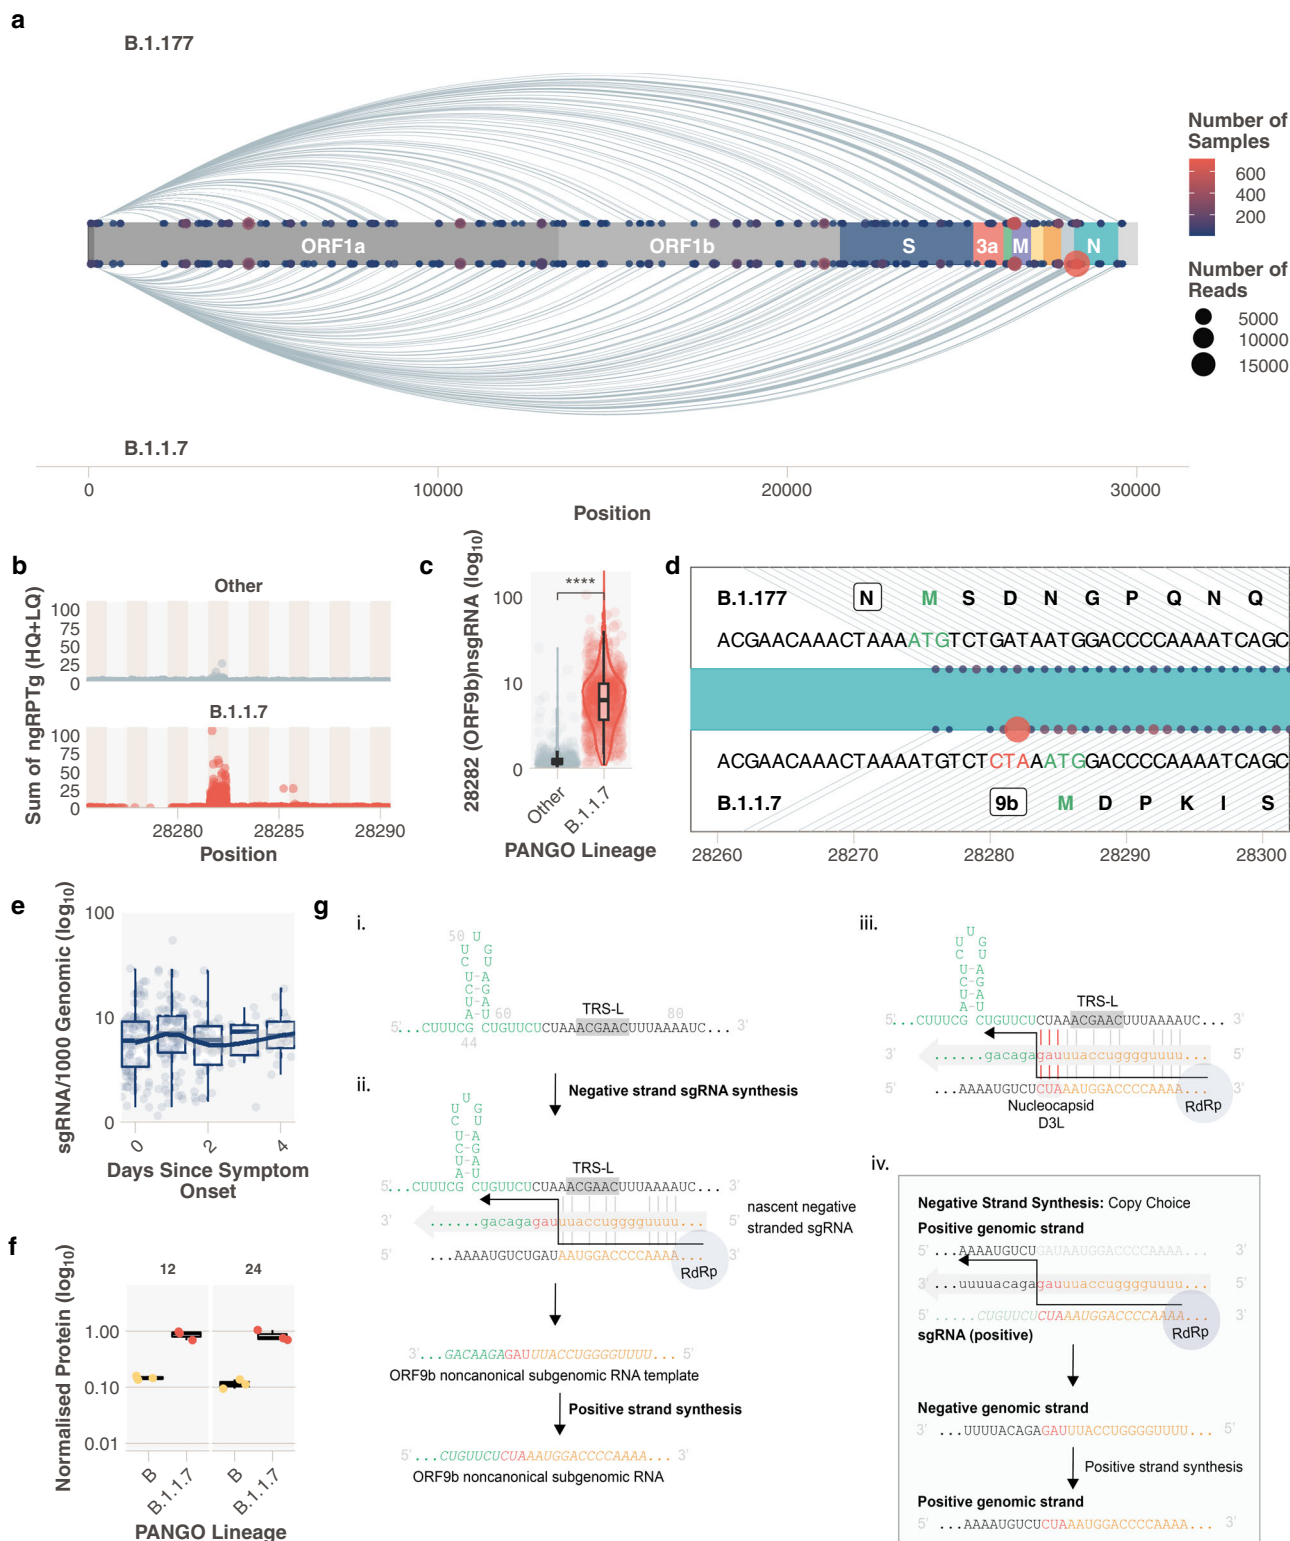 a
B.1.177
ORF1a
ORF1b
S
3a
M
N
B.1.1.7
0
10000
20000
30000
Position
Number of
Samples
600
400
200
Number of
Reads
5000
10000
15000
b
Other
100
75
50
25
0
B.1.1.7
100
75
50
25
0
Sum of ngRPTg (HQ+LQ)
28280
28285
28290
Position
c
28282 (ORF9b)nsgRNA (log10)
****
100
10
0
Other
B.1.1.7
PANGO Lineage
d
B.1.177
N
M S D N G P Q N Q
ACGAACAAACTAAAATGTCTGATAATGGACCCCAAAATCAGC
ACGAACAAACTAAAATGTCTCTAAATGGACCCCAAAATCAGC
B.1.1.7
9b
M D P K I S
28260
28270
28280
28290
28300
e
sgRNA/1000 Genomic (log10)
100
10
0
0
2
4
Days Since Symptom
Onset
f
Normalised Protein (log10)
12
24
1.00
0.10
0.01
B
B.1.1.7
B
B.1.1.7
PANGO Lineage
g
i.
50
U
U G
C U
U-A
C-G
U-A
A-U
60
TRS-L
80
5'...CUUUCG CUGUUCUCUAAACGAACUUUAAAAUC... 3'
44
Negative strand sgRNA synthesis
ii.
U
U G
C U
U-A
C-G
U-A
A-U
TRS-L
5'...CUUUCG CUGUUCUCUAAACGAACUUUAAAAUC... 3'
3' ......gacagagauuuaccugggguuuu... 5'
nascent negative
stranded sgRNA
5' ...AAAAUGUCUGAUAAUGGACCCCAAAA... 3'
RdRp
3'...GACAAGAGAUUUACCUGGGGUUUU... 5'
ORF9b noncanonical subgenomic RNA template
Positive strand synthesis
5'...CUGUUCUCUAAAUGGACCCCAAAA... 3'
ORF9b noncanonical subgenomic RNA
iii.
U
U G
C U
U-A
C-G
U-A
A-U
TRS-L
5'...CUUUCG CUGUUCUCUAAACGAACUUUAAAAUC... 3'
3' ......gacagagauuuaccugggguuuu... 5'
5' ...AAAAUGUCUCUAAAUGGACCCCAAAA... 3'
RdRp
Nucleocapsid
D3L
iv.
Negative Strand Synthesis: Copy Choice
Positive genomic strand
5' ...AAAAUGUCUGAUAAUGGACCCCAAAA... 3'
3'...uuuuacagagauuuaccugggguuuu... 5'
5'...CUGUUCUCUAAAUGGACCCCAAAA... 3'
sgRNA (positive)
RdRp
Negative genomic strand
3' ...UUUUACAGAGAUUUACCUGGGGUUUU... 5'
Positive strand synthesis
Positive genomic strand
5' ...AAAAUGUCUCUAAAUGGACCCCAAAA... 3'